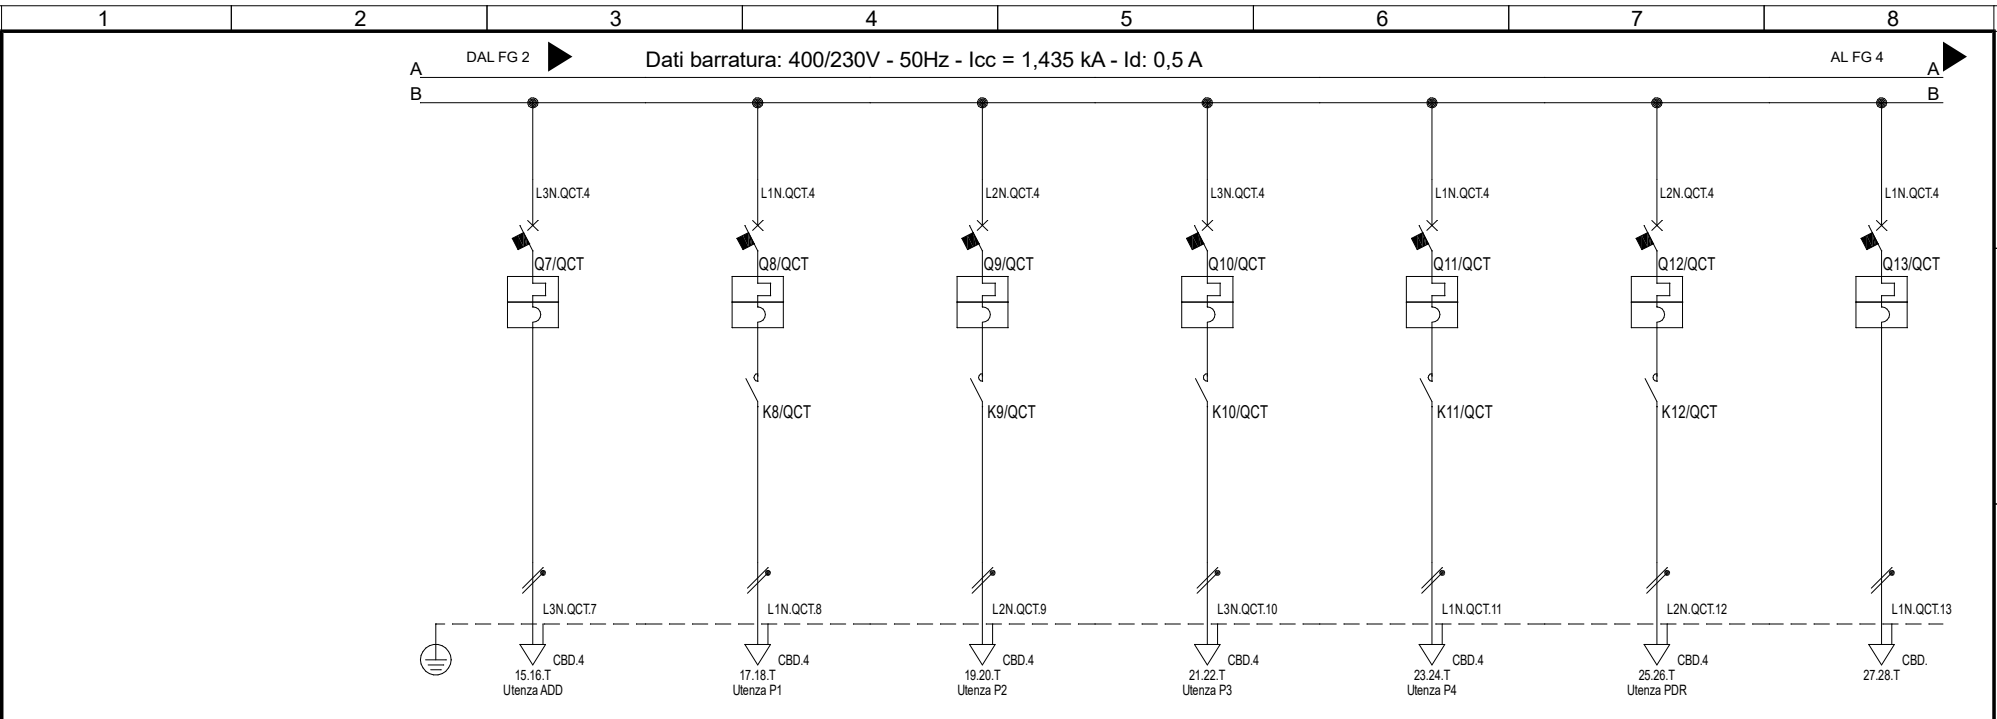 1 2 3 4 5 6 7 8
DAL FG 2 Dati barratura: 400/230V - 50Hz - Icc = 1,435 kA - Id: 0,5 A AL FG 4
A A
B B
L3N.QCT.4 L1N.QCT.4 L2N.QCT.4 L3N.QCT.4 L1N.QCT.4 L2N.QCT.4 L1N.QCT.4
Q7/QCT Q8/QCT Q9/QCT Q10/QCT Q11/QCT Q12/QCT Q13/QCT
K8/QCT K9/QCT K10/QCT K11/QCT K12/QCT
L3N.QCT.7 L1N.QCT.8 L2N.QCT.9 L3N.QCT.10 L1N.QCT.11 L2N.QCT.12 L1N.QCT.13
CBD.4 CBD.4 CBD.4 CBD.4 CBD.4 CBD.4 CBD.
15.16.T 17.18.T 19.20.T 21.22.T 23.24.T 25.26.T 27.28.T
Utenza ADD Utenza P1 Utenza P2 Utenza P3 Utenza P4 Utenza PDR